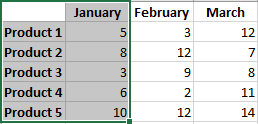 January February March
Product 1 5 3 12
Product 2 8 12 7
Product 3 3 9 8
Product 4 6 2 11
Product 5 10 12 14